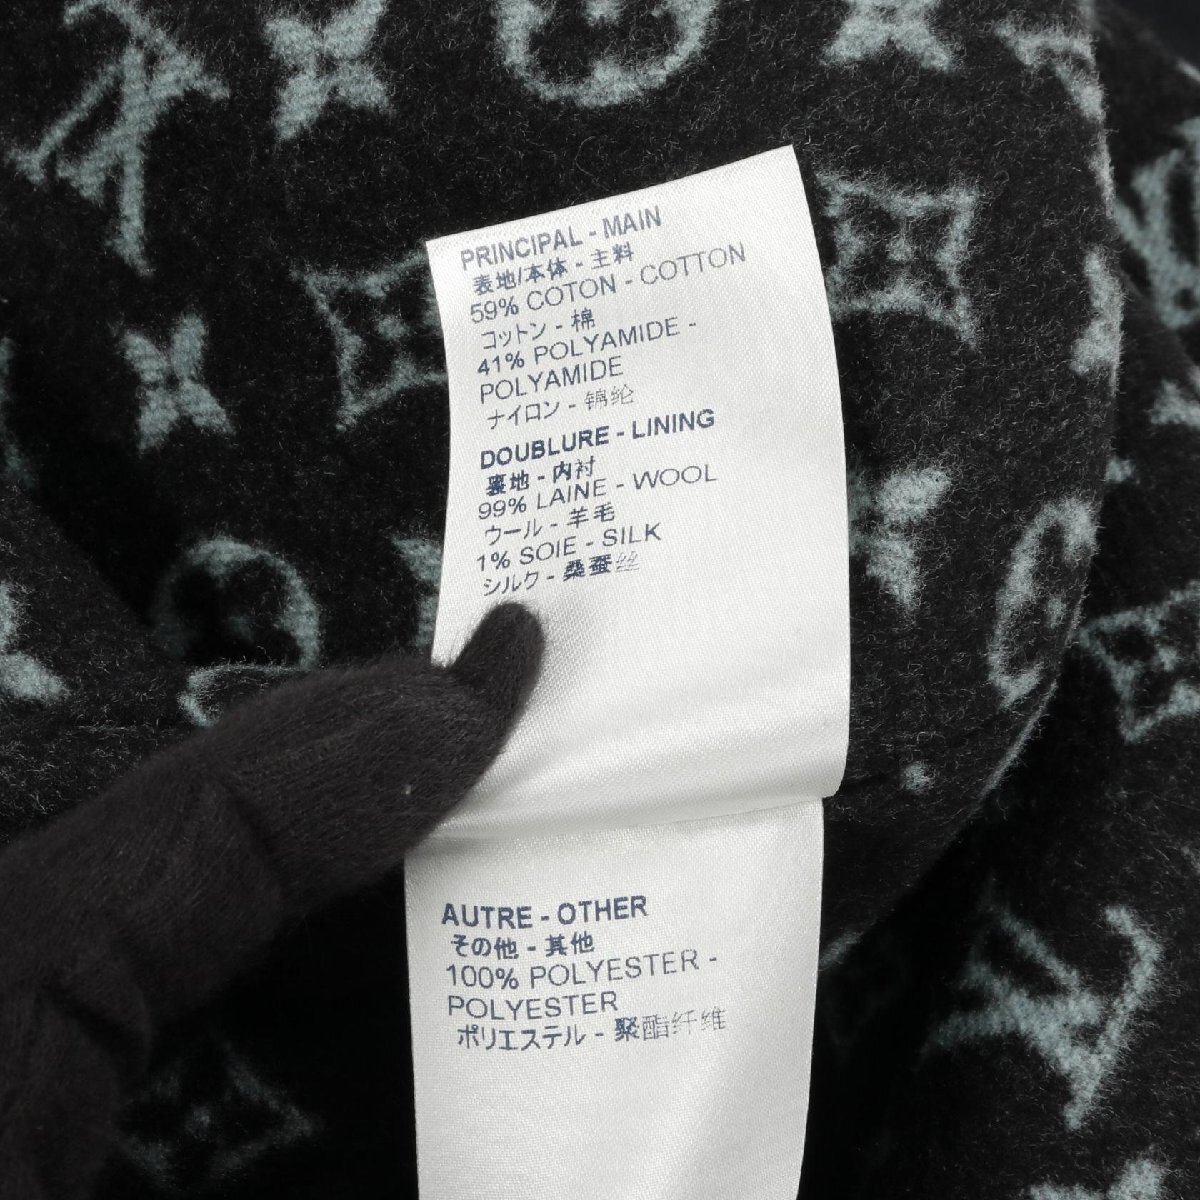 PRINCIPAL - MAIN
表地/本体 - 主料
59% COTON - COTTON
コットン - 棉
41% POLYAMIDE -
POLYAMIDE
ナイロン - 锦纶
DOUBLURE - LINING
裏地 - 内衬
99% LAINE - WOOL
ウール - 羊毛
1% SOIE - SILK
シルク - 桑蚕丝
AUTRE - OTHER
その他 - 其他
100% POLYESTER -
POLYESTER
ポリエステル - 聚酯纤维